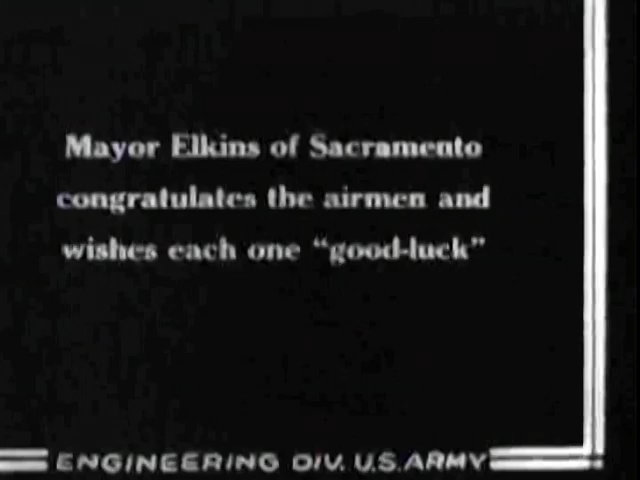 Mayor Elkins of Sacramento
congratulates the airmen and
wishes each one “good-luck”
ENGINEERING DIV. U.S. ARMY